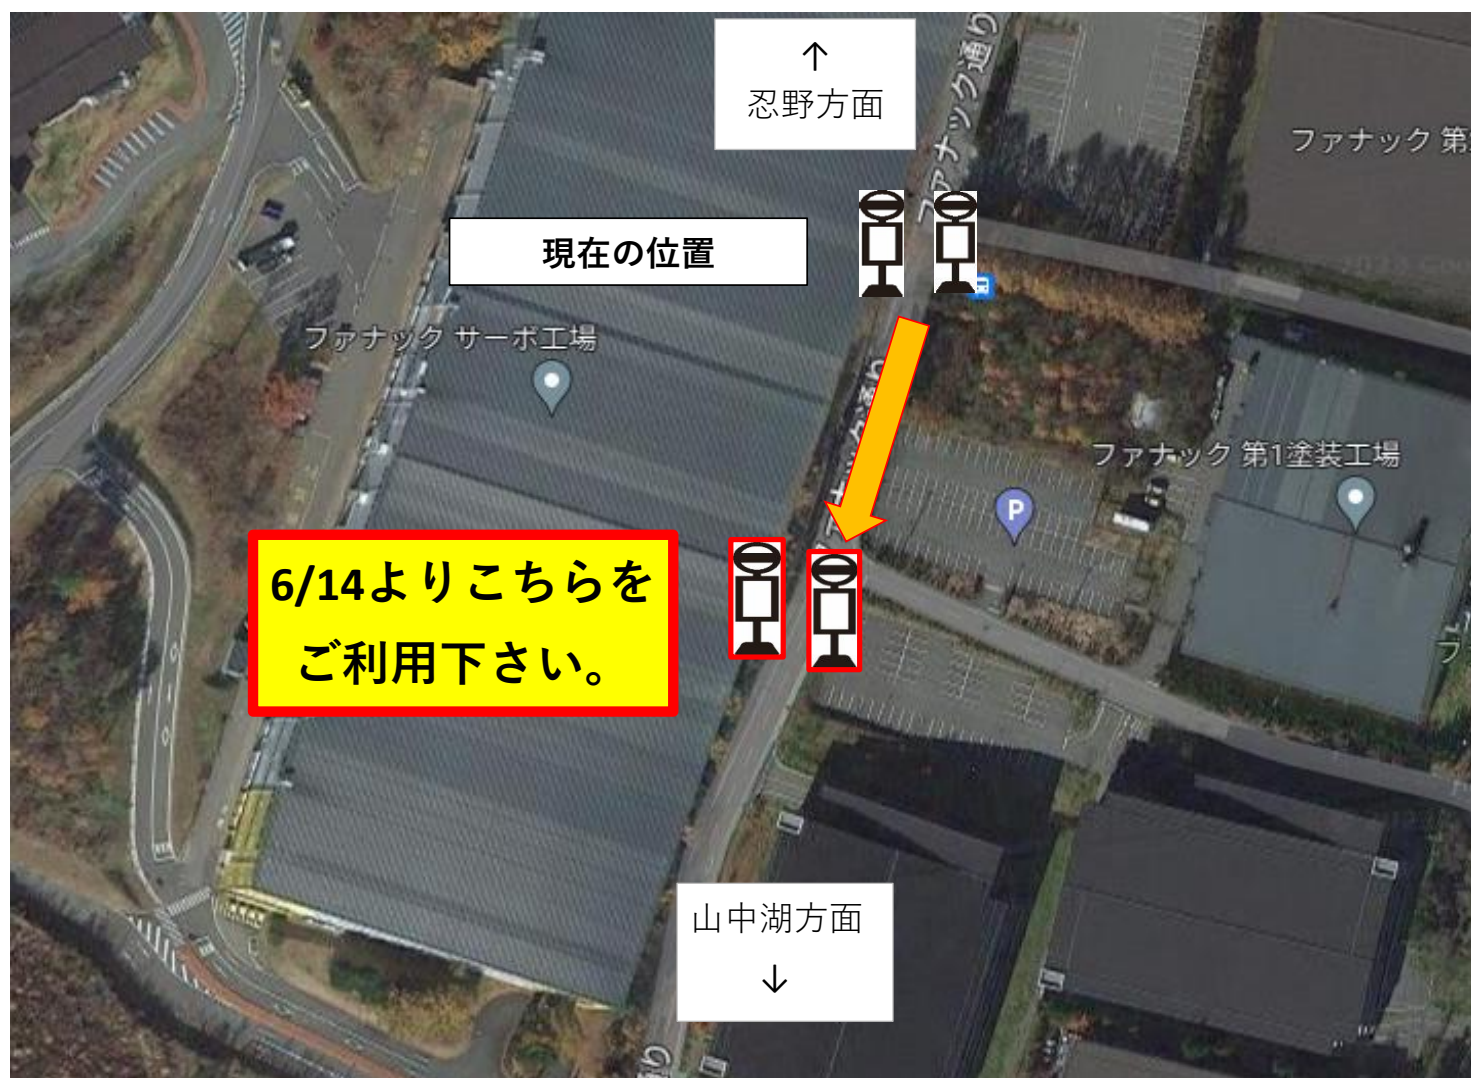 ↑
忍野方面
ファナック通り
ファナック 第
現在の位置
ファナック サーボ工場
ファナック 第1塗装工場
P
6/14よりこちらを
ご利用下さい。
山中湖方面
↓